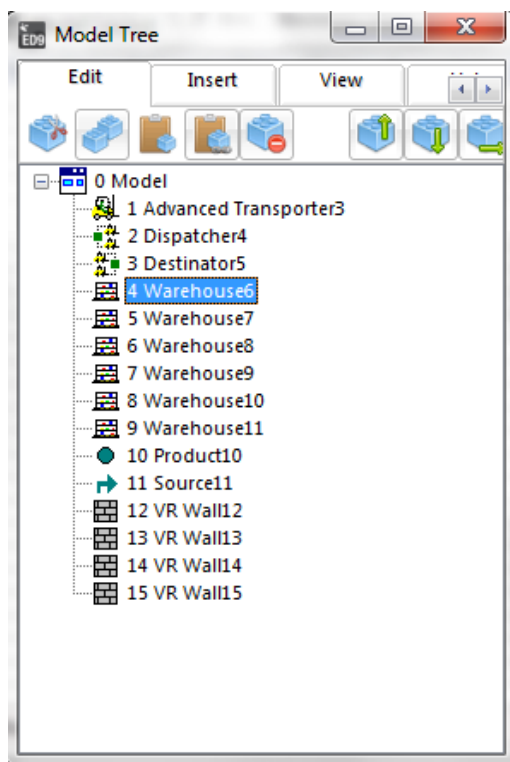 ED9 Model Tree
Edit Insert View
0 Model
1 Advanced Transporter3
2 Dispatcher4
3 Destinator5
4 Warehouse6
5 Warehouse7
6 Warehouse8
7 Warehouse9
8 Warehouse10
9 Warehouse11
10 Product10
11 Source11
12 VR Wall12
13 VR Wall13
14 VR Wall14
15 VR Wall15